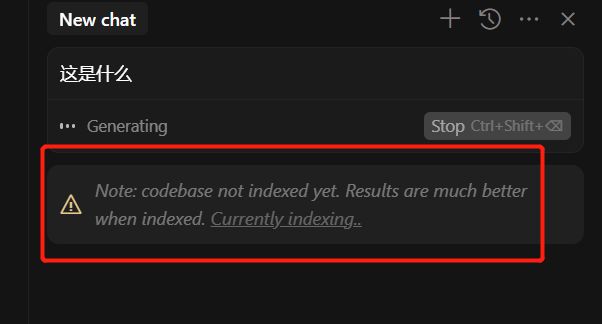 New chat
这是什么
Generating
Stop Ctrl+Shift+⌫
Note: codebase not indexed yet. Results are much better
when indexed. Currently indexing..